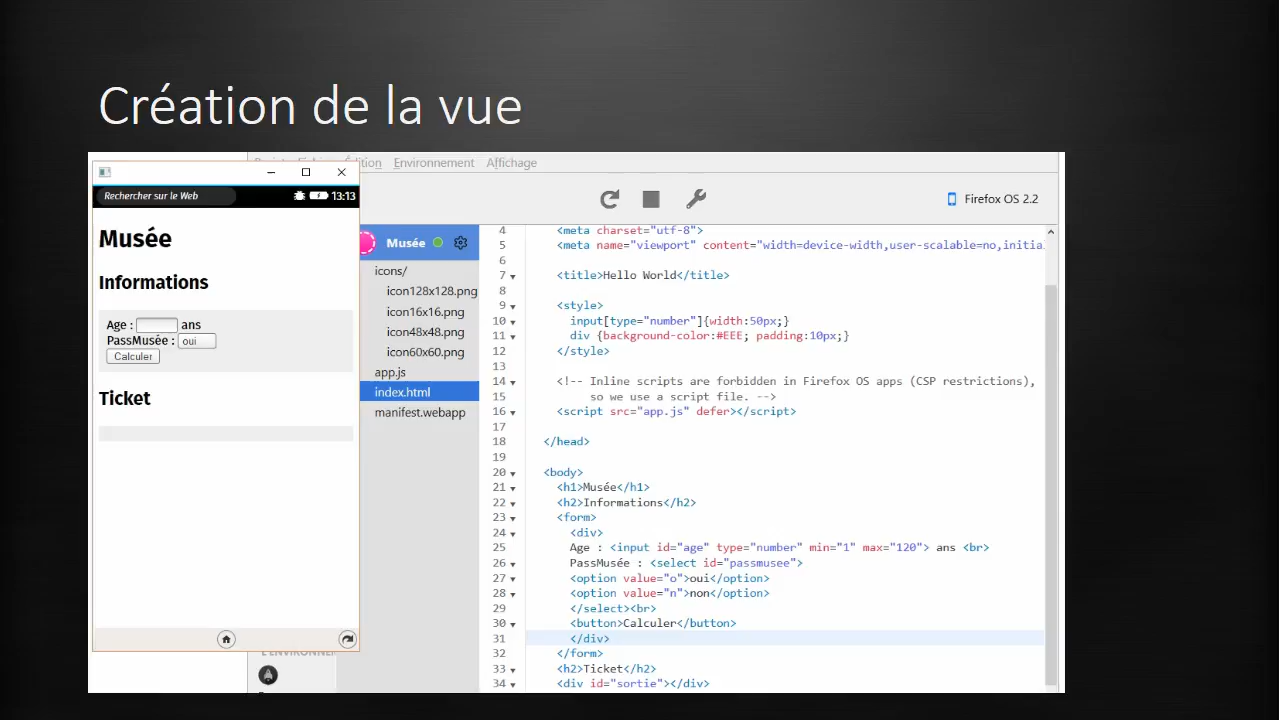 Création de la vue
Édition Environnement Affichage
Rechercher sur le Web 13:13
Firefox OS 2.2
Musée
Informations
Age : ans
PassMusée : oui
Calculer
Ticket
Musée
icons/
icon128x128.png
icon16x16.png
icon48x48.png
icon60x60.png
app.js
index.html
manifest.webapp
4 <meta charset="utf-8">
5 <meta name="viewport" content="width=device-width,user-scalable=no,initia
6
7 <title>Hello World</title>
8
9 <style>
10 input[type="number"]{width:50px;}
11 div {background-color:#EEE; padding:10px;}
12 </style>
13
14 <!-- Inline scripts are forbidden in Firefox OS apps (CSP restrictions),
15 so we use a script file. -->
16 <script src="app.js" defer></script>
17
18 </head>
19
20 <body>
21 <h1>Musée</h1>
22 <h2>Informations</h2>
23 <form>
24 <div>
25 Age : <input id="age" type="number" min="1" max="120"> ans <br>
26 PassMusée : <select id="passmusee">
27 <option value="o">oui</option>
28 <option value="n">non</option>
29 </select><br>
30 <button>Calculer</button>
31 </div>
32 </form>
33 <h2>Ticket</h2>
34 <div id="sortie"></div>